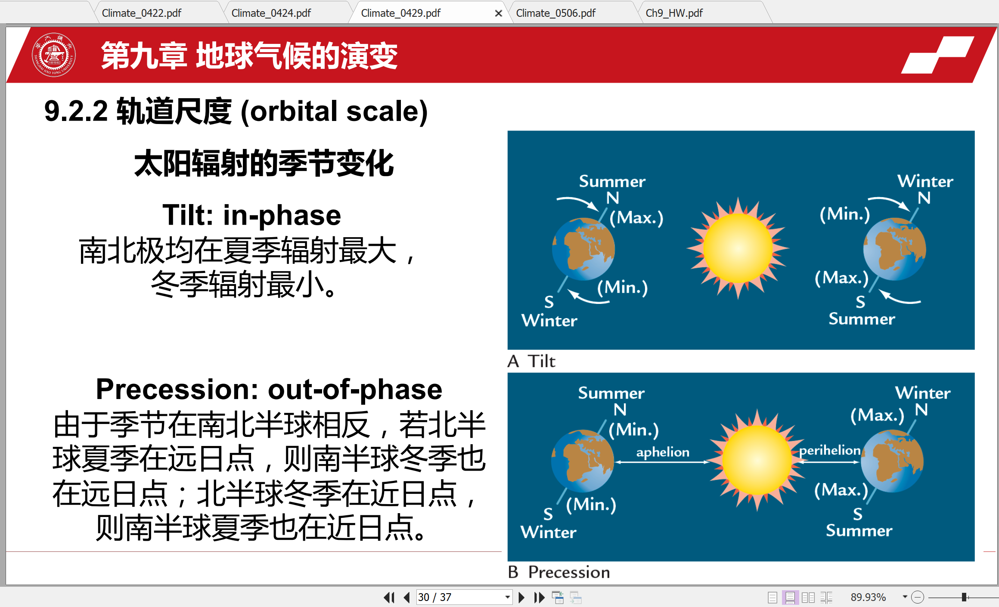 Climate_0422.pdf
Climate_0424.pdf
Climate_0429.pdf
Climate_0506.pdf
Ch9_HW.pdf
SHANGHAI JIAO TONG UNIVERSITY
1896
第九章 地球气候的演变
9.2.2 轨道尺度 (orbital scale)
太阳辐射的季节变化
Tilt: in-phase
南北极均在夏季辐射最大，
冬季辐射最小。
Precession: out-of-phase
由于季节在南北半球相反，若北半
球夏季在远日点，则南半球冬季也
在远日点；北半球冬季在近日点，
则南半球夏季也在近日点。
Summer
N
(Max.)
(Min.)
S
Winter
Winter
N
(Min.)
(Max.)
S
Summer
A Tilt
Summer
N
(Min.)
aphelion
(Min.)
S
Winter
Winter
N
(Max.)
perihelion
(Max.)
S
Summer
B Precession
30 / 37
89.93%